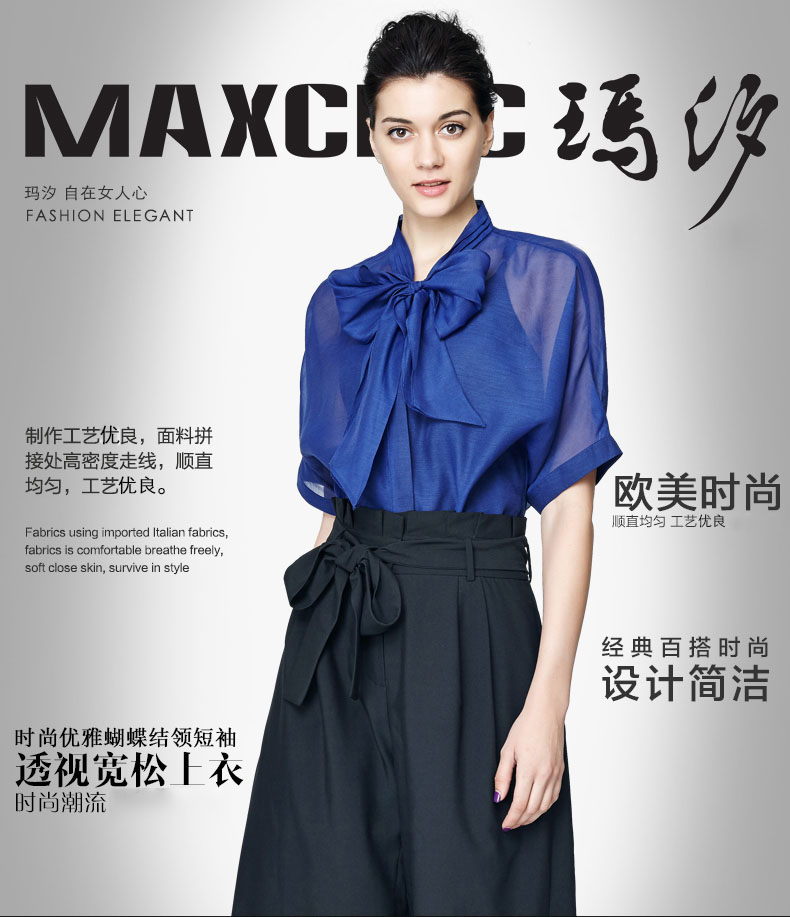 MAXC C 玛汐
玛汐 自在女人心
FASHION ELEGANT
制作工艺优良，面料拼
接处高密度走线，顺直
均匀，工艺优良。
Fabrics using imported Italian fabrics,
fabrics is comfortable breathe freely,
soft close skin, survive in style
欧美时尚
顺直均匀 工艺优良
经典百搭时尚
设计简洁
时尚优雅蝴蝶结领短袖
透视宽松上衣
时尚潮流